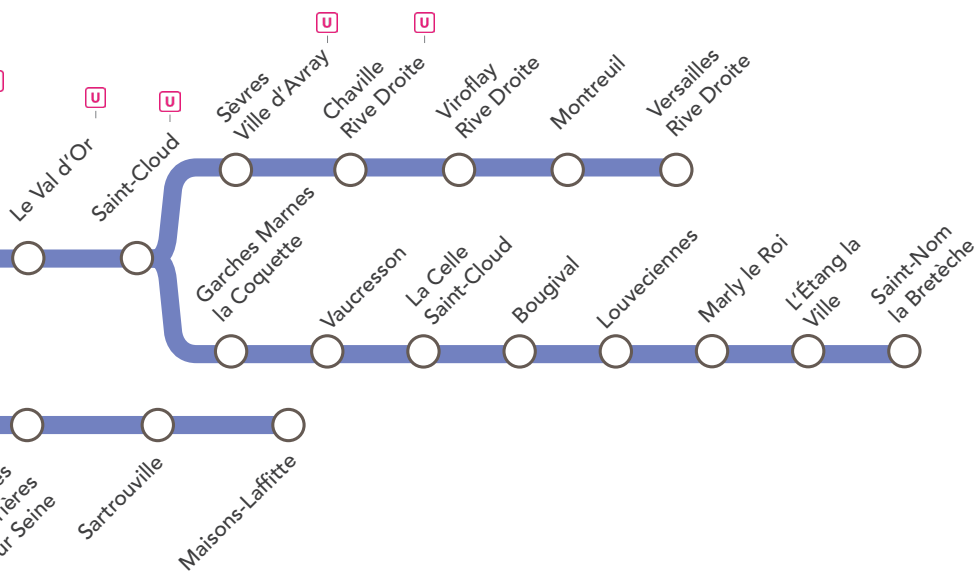 U
U
U
U
Le Val d'Or
Saint-Cloud
Sèvres
Ville d'Avray
Chaville
Rive Droite
Viroflay
Rive Droite
Montreuil
Versailles
Rive Droite
Garches Marnes
la Coquette
Vaucresson
La Celle
Saint-Cloud
Bougival
Louveciennes
Marly le Roi
L'Étang la
Ville
Saint-Nom
la Bretèche
Seine
Sartrouville
Maisons-Laffitte